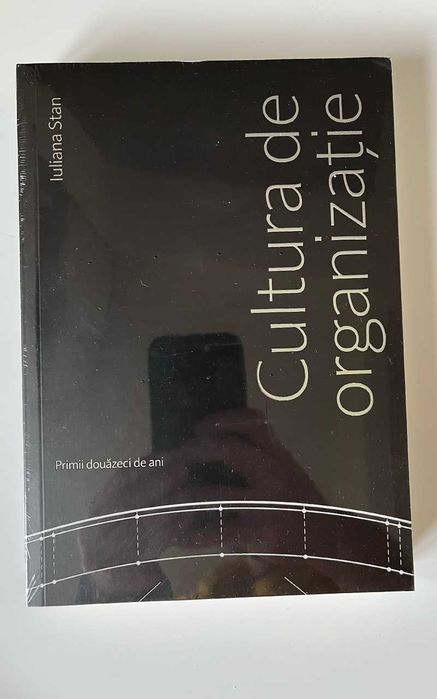 Iuliana Stan
Cultura de
organizație
Primii douăzeci de ani